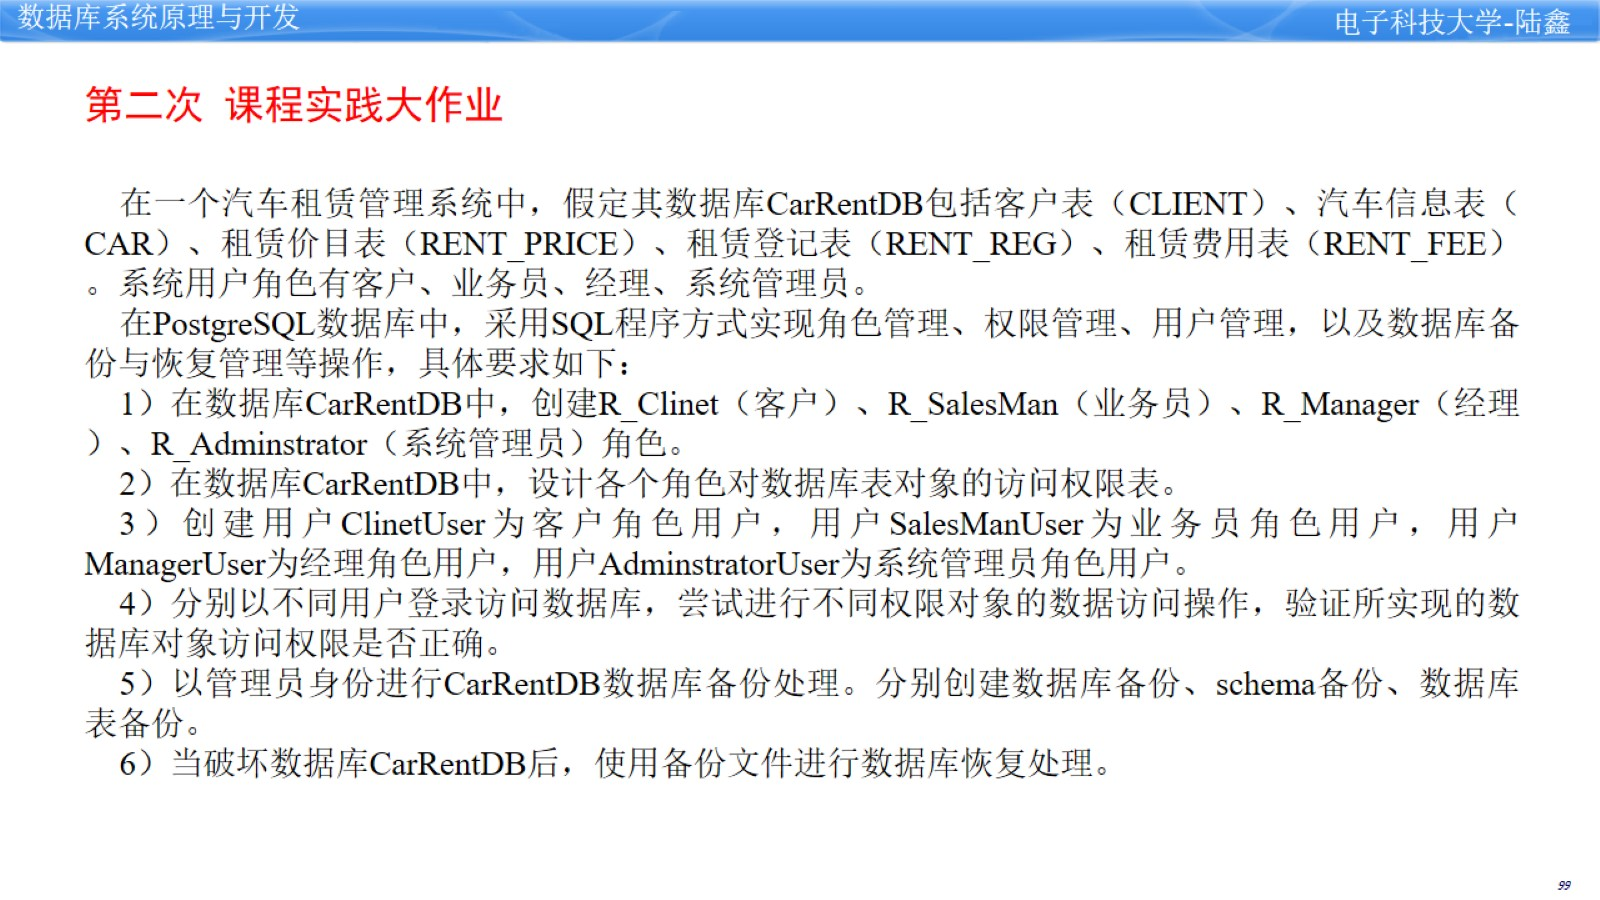 数据库系统原理与开发
电子科技大学-陆鑫
第二次 课程实践大作业
在一个汽车租赁管理系统中，假定其数据库CarRentDB包括客户表（CLIENT）、汽车信息表（
CAR）、租赁价目表（RENT_PRICE）、租赁登记表（RENT_REG）、租赁费用表（RENT_FEE）
。系统用户角色有客户、业务员、经理、系统管理员。
在PostgreSQL数据库中，采用SQL程序方式实现角色管理、权限管理、用户管理，以及数据库备
份与恢复管理等操作，具体要求如下：
1）在数据库CarRentDB中，创建R_Clinet（客户）、R_SalesMan（业务员）、R_Manager（经理
）、R_Adminstrator（系统管理员）角色。
2）在数据库CarRentDB中，设计各个角色对数据库表对象的访问权限表。
3）创建用户ClinetUser为客户角色用户，用户SalesManUser为业务员角色用户，用户
ManagerUser为经理角色用户，用户AdminstratorUser为系统管理员角色用户。
4）分别以不同用户登录访问数据库，尝试进行不同权限对象的数据访问操作，验证所实现的数
据库对象访问权限是否正确。
5）以管理员身份进行CarRentDB数据库备份处理。分别创建数据库备份、schema备份、数据库
表备份。
6）当破坏数据库CarRentDB后，使用备份文件进行数据库恢复处理。
99